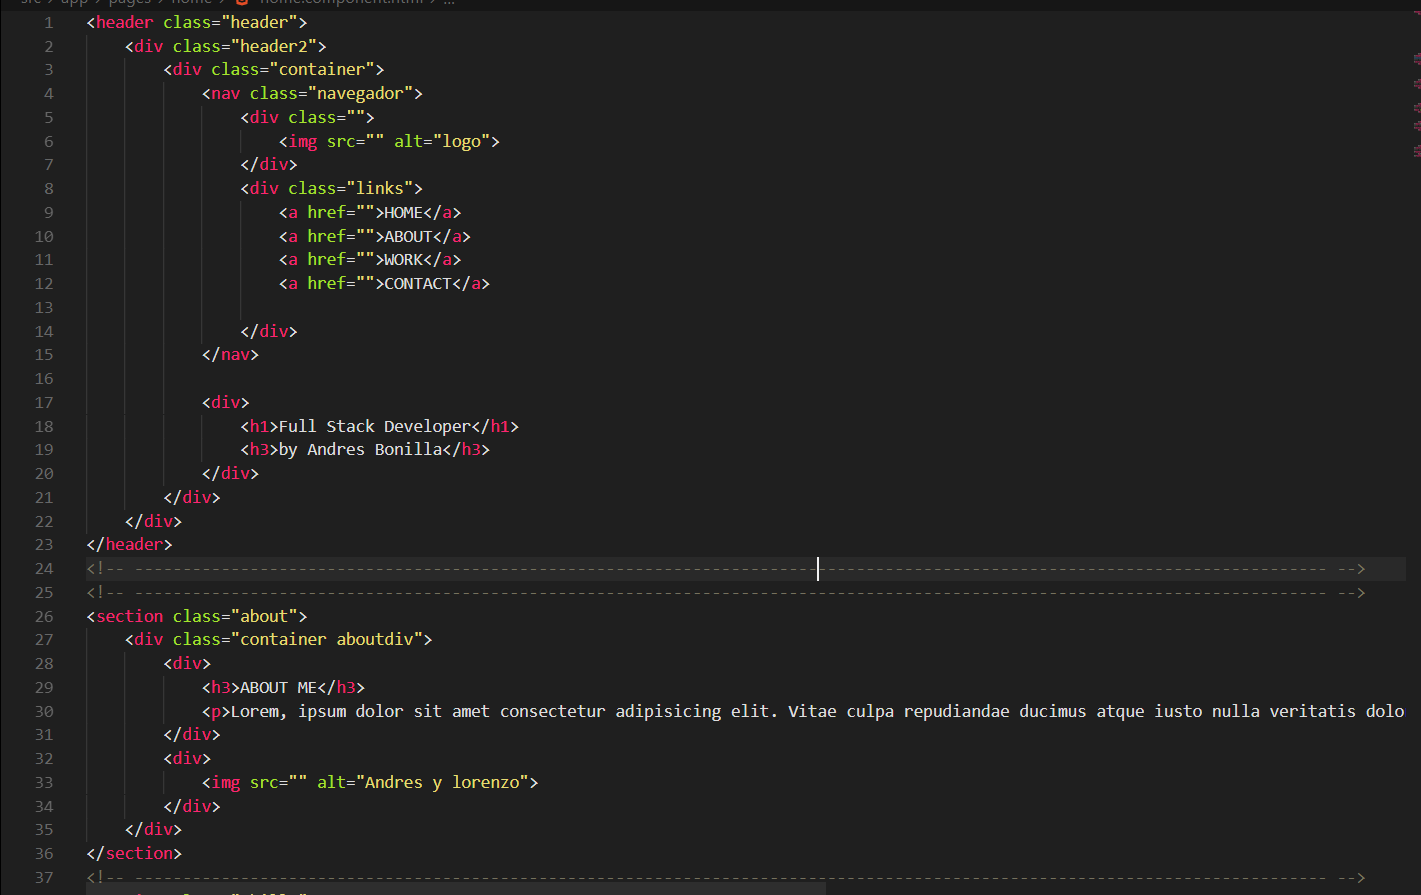 src > app > pages > home > home.component.html > ...
1 <header class="header">
2 <div class="header2">
3 <div class="container">
4 <nav class="navegador">
5 <div class="">
6 <img src="" alt="logo">
7 </div>
8 <div class="links">
9 <a href="">HOME</a>
10 <a href="">ABOUT</a>
11 <a href="">WORK</a>
12 <a href="">CONTACT</a>
13
14 </div>
15 </nav>
16
17 <div>
18 <h1>Full Stack Developer</h1>
19 <h3>by Andres Bonilla</h3>
20 </div>
21 </div>
22 </div>
23 </header>
24 <!-- ---------------------------------------------------------------------------------------------------------------------------- -->
25 <!-- ---------------------------------------------------------------------------------------------------------------------------- -->
26 <section class="about">
27 <div class="container aboutdiv">
28 <div>
29 <h3>ABOUT ME</h3>
30 <p>Lorem, ipsum dolor sit amet consectetur adipisicing elit. Vitae culpa repudiandae ducimus atque iusto nulla veritatis dolo
31 </div>
32 <div>
33 <img src="" alt="Andres y lorenzo">
34 </div>
35 </div>
36 </section>
37 <!-- ---------------------------------------------------------------------------------------------------------------------------- -->